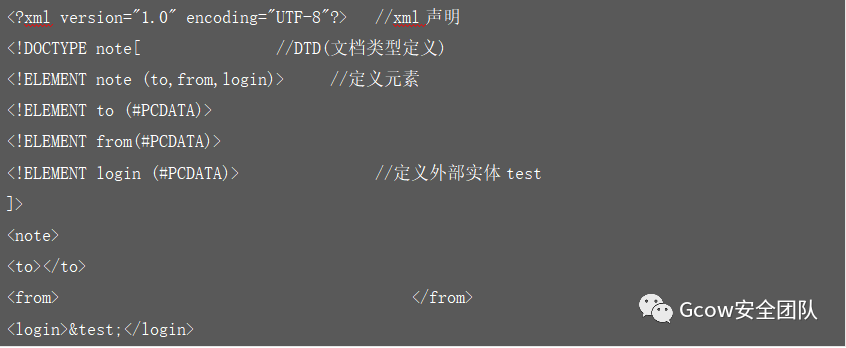 <?xml version="1.0" encoding="UTF-8"?> //xml 声明
<!DOCTYPE note[ //DTD(文档类型定义)
<!ELEMENT note (to,from,login)> //定义元素
<!ELEMENT to (#PCDATA)>
<!ELEMENT from(#PCDATA)>
<!ELEMENT login (#PCDATA)> //定义外部实体 test
]>
<note>
<to></to>
<from> </from>
<login>&test;</login>
Gcow安全团队